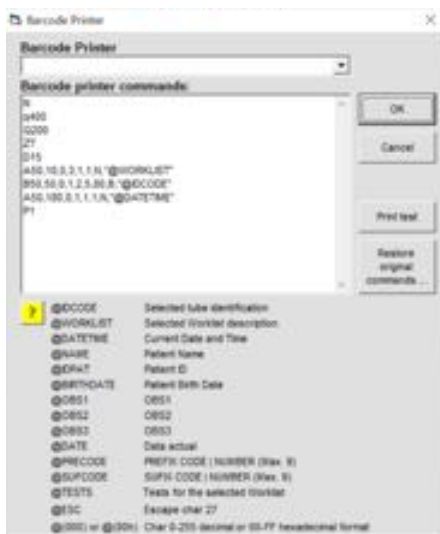 Barcode Printer
Barcode Printer
Barcode printer commands:
N
q400
ZT
D15
A50,10,0,3,1,1,N,"@WORKLIST"
B50,50,0,1,2,5,80,B,"@IDCODE"
A50,180,0,1,1,1,N,"@DATETIME"
P1
OK
Cancel
Print test
Restore original commands ...
?
@IDCODE Selected tube identification
@WORKLIST Selected Worklist description
@DATETIME Current Date and Time
@NAME Patient Name
@IDPAT Patient ID
@BIRTHDATE Patient Birth Date
@OBS1 OBS1
@OBS2 OBS2
@OBS3 OBS3
@DATE Data actual
@PRECODE PREFIX CODE | NUMBER (Max. 9)
@SUFCODE SUFIX CODE | NUMBER (Max. 9)
@TESTS Tests for the selected Worklist
@ESC Escape char 27
@(000) or @(00h) Char 0-255 decimal or 00-FF hexadecimal format